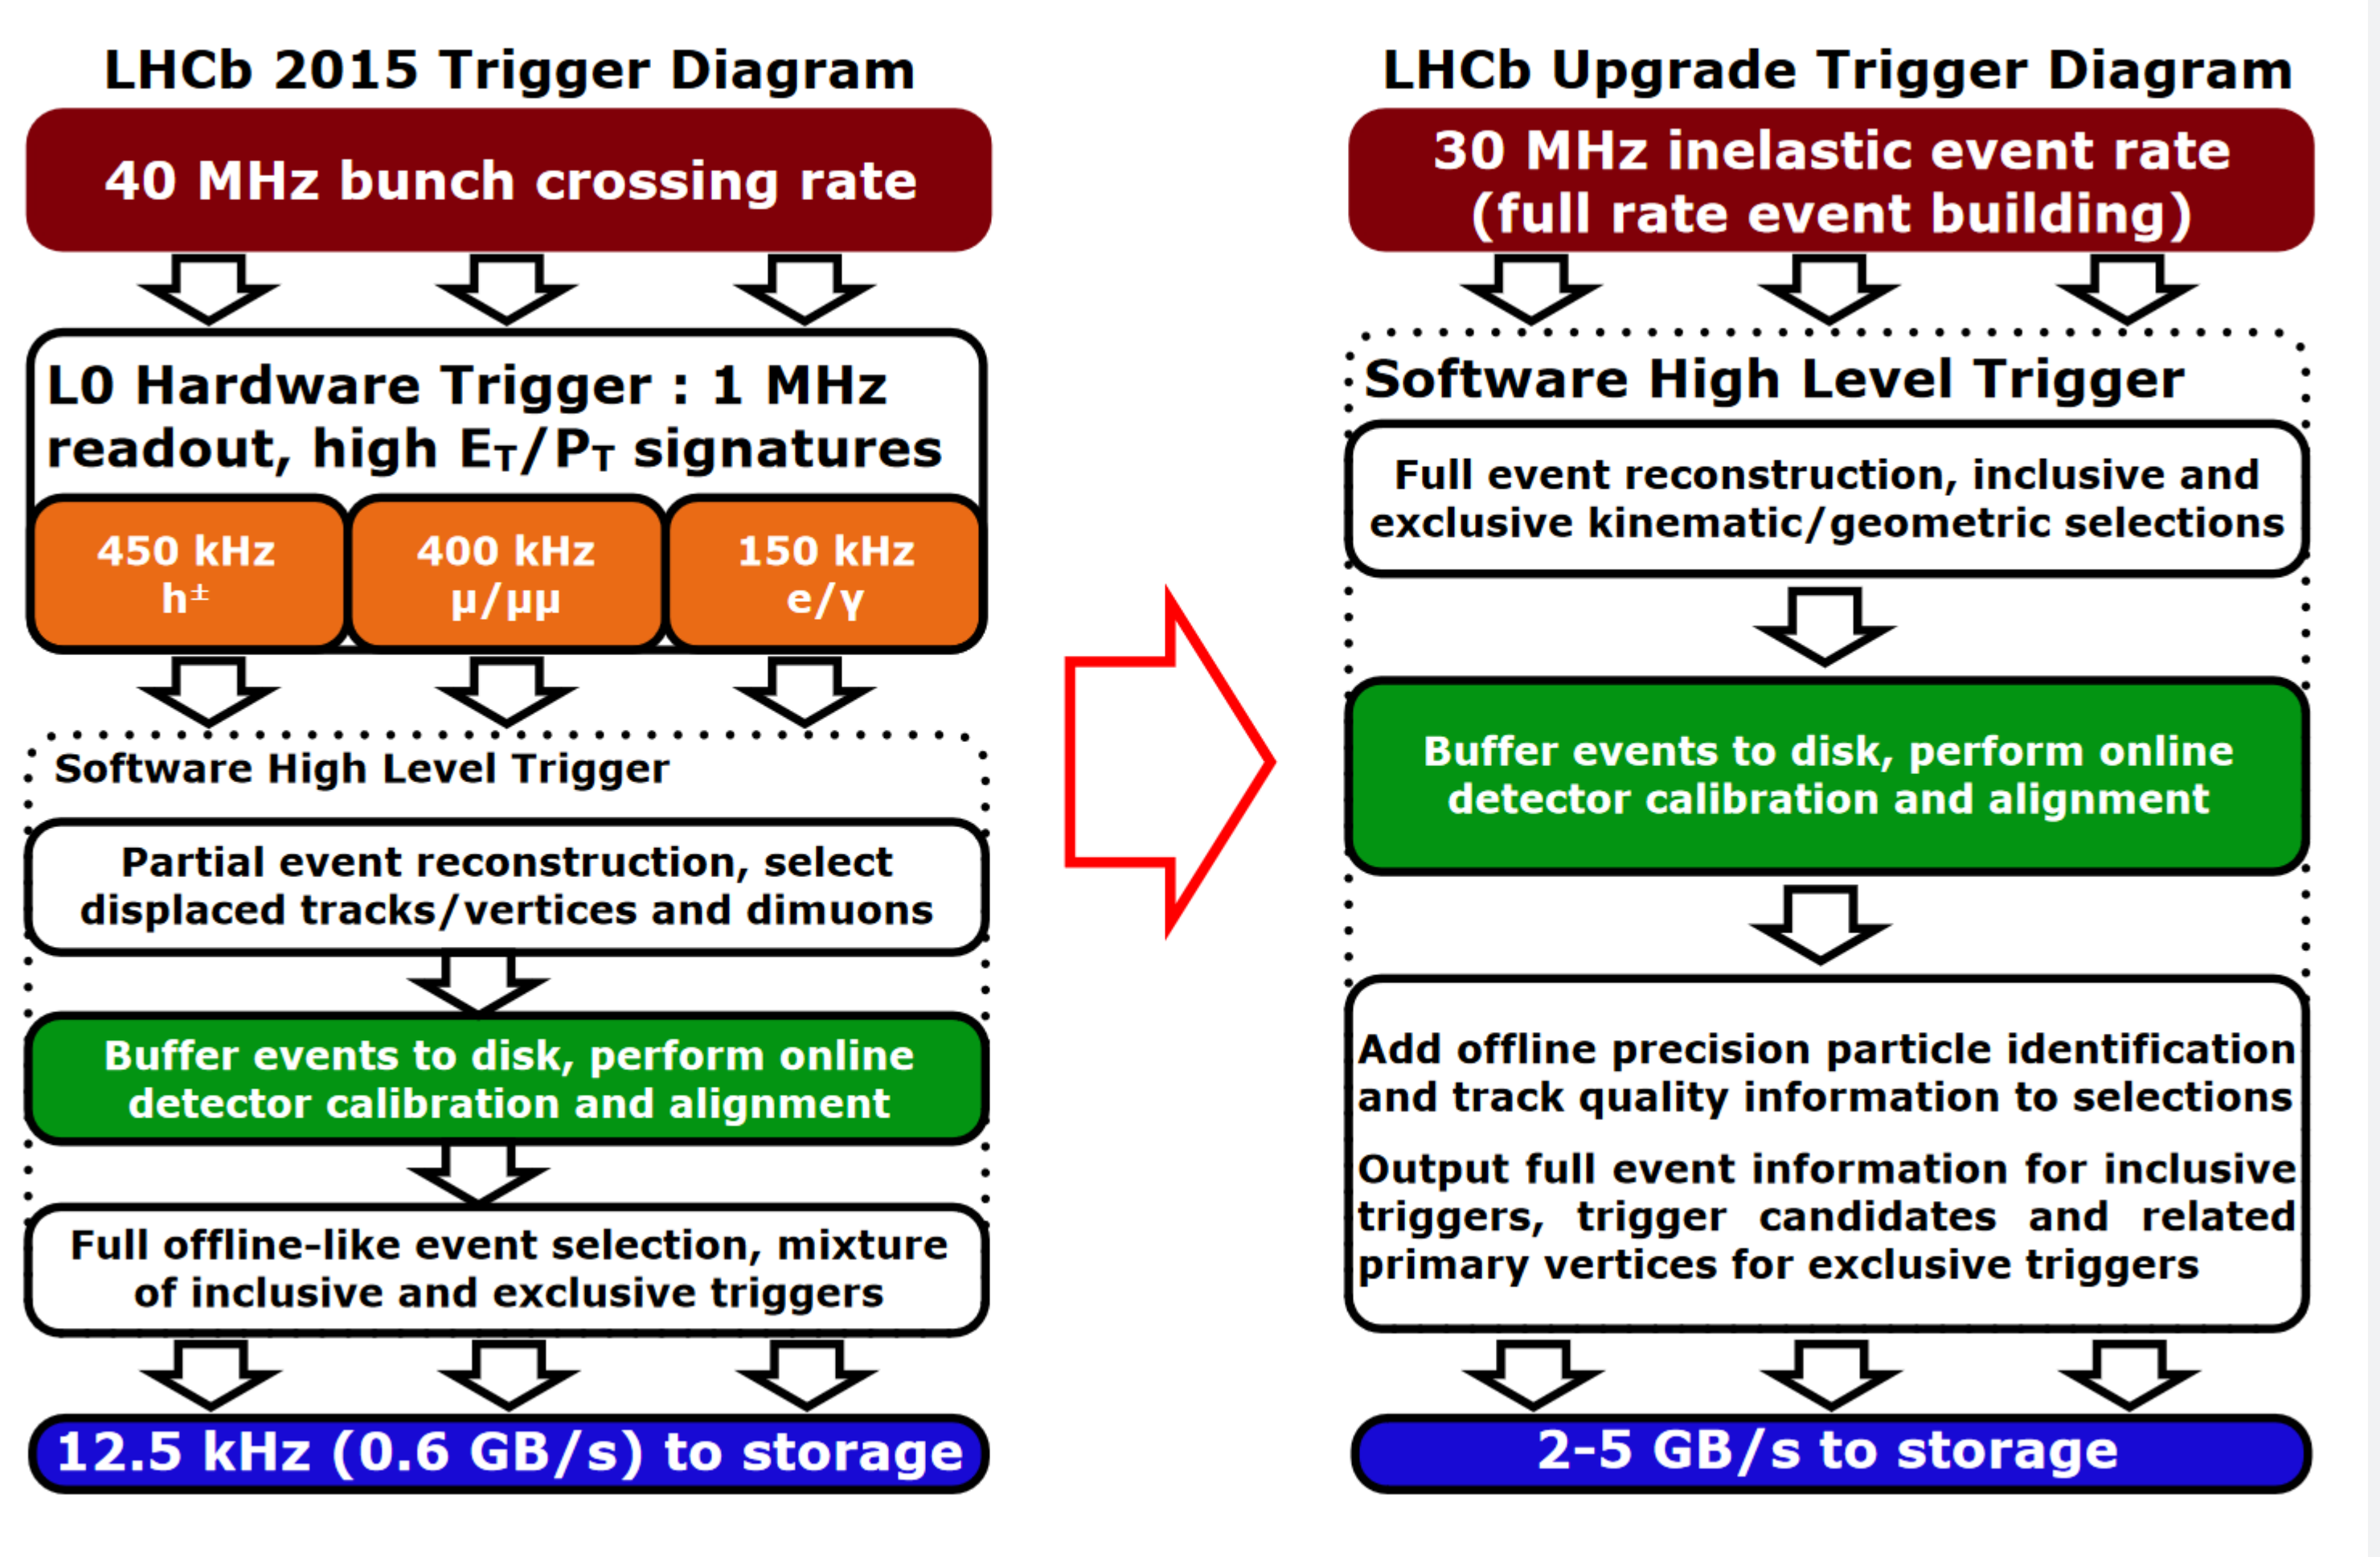 LHCb 2015 Trigger Diagram
40 MHz bunch crossing rate
L0 Hardware Trigger : 1 MHz
readout, high E_T/P_T signatures
450 kHz
h±
400 kHz
μ/μμ
150 kHz
e/γ
Software High Level Trigger
Partial event reconstruction, select
displaced tracks/vertices and dimuons
Buffer events to disk, perform online
detector calibration and alignment
Full offline-like event selection, mixture
of inclusive and exclusive triggers
12.5 kHz (0.6 GB/s) to storage
LHCb Upgrade Trigger Diagram
30 MHz inelastic event rate
(full rate event building)
Software High Level Trigger
Full event reconstruction, inclusive and
exclusive kinematic/geometric selections
Buffer events to disk, perform online
detector calibration and alignment
Add offline precision particle identification
and track quality information to selections
Output full event information for inclusive
triggers, trigger candidates and related
primary vertices for exclusive triggers
2-5 GB/s to storage